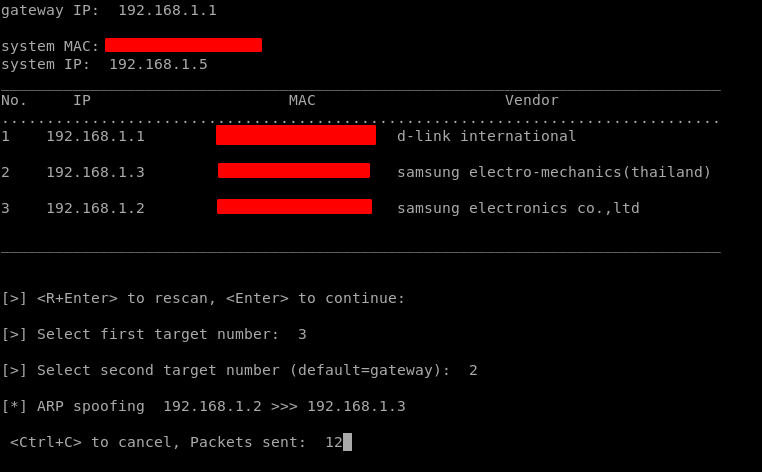 gateway IP:  192.168.1.1
system MAC:
system IP:  192.168.1.5
No.     IP                      MAC                     Vendor
1    192.168.1.1    d-link international
2    192.168.1.3    samsung electro-mechanics(thailand)
3    192.168.1.2    samsung electronics co.,ltd
[>] <R+Enter> to rescan, <Enter> to continue:
[>] Select first target number:  3
[>] Select second target number (default=gateway):  2
[*] ARP spoofing  192.168.1.2 >>> 192.168.1.3
<Ctrl+C> to cancel, Packets sent:  12